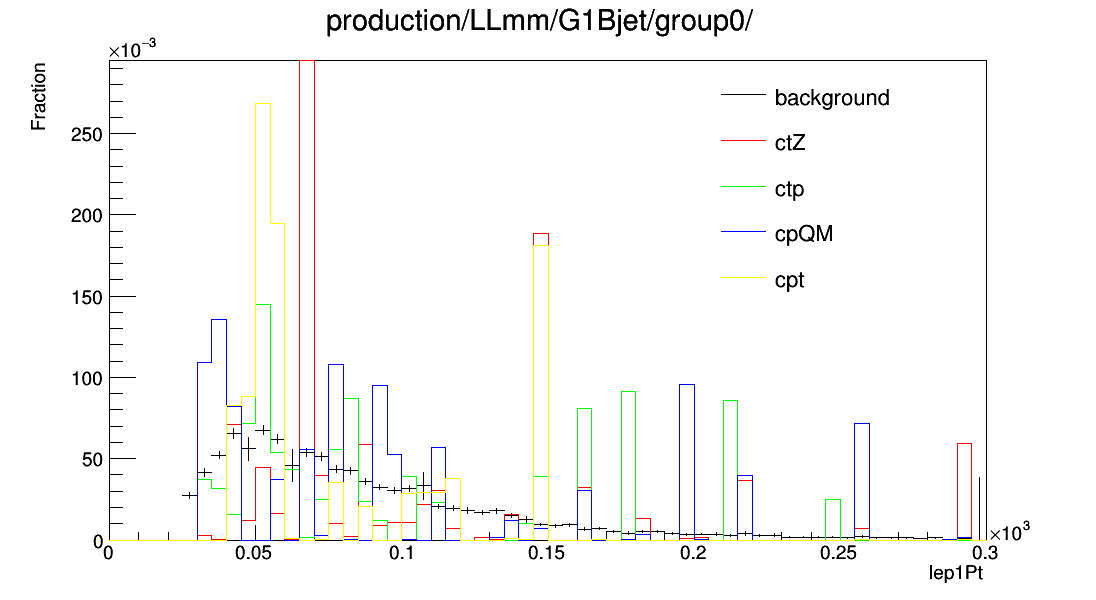 production/LLmm/G1Bjet/group0/
×10⁻³
Fraction
background
ctZ
ctp
cpQM
cpt
250
200
150
100
50
0
0 0.05 0.1 0.15 0.2 0.25 0.3 ×10³
lep1Pt